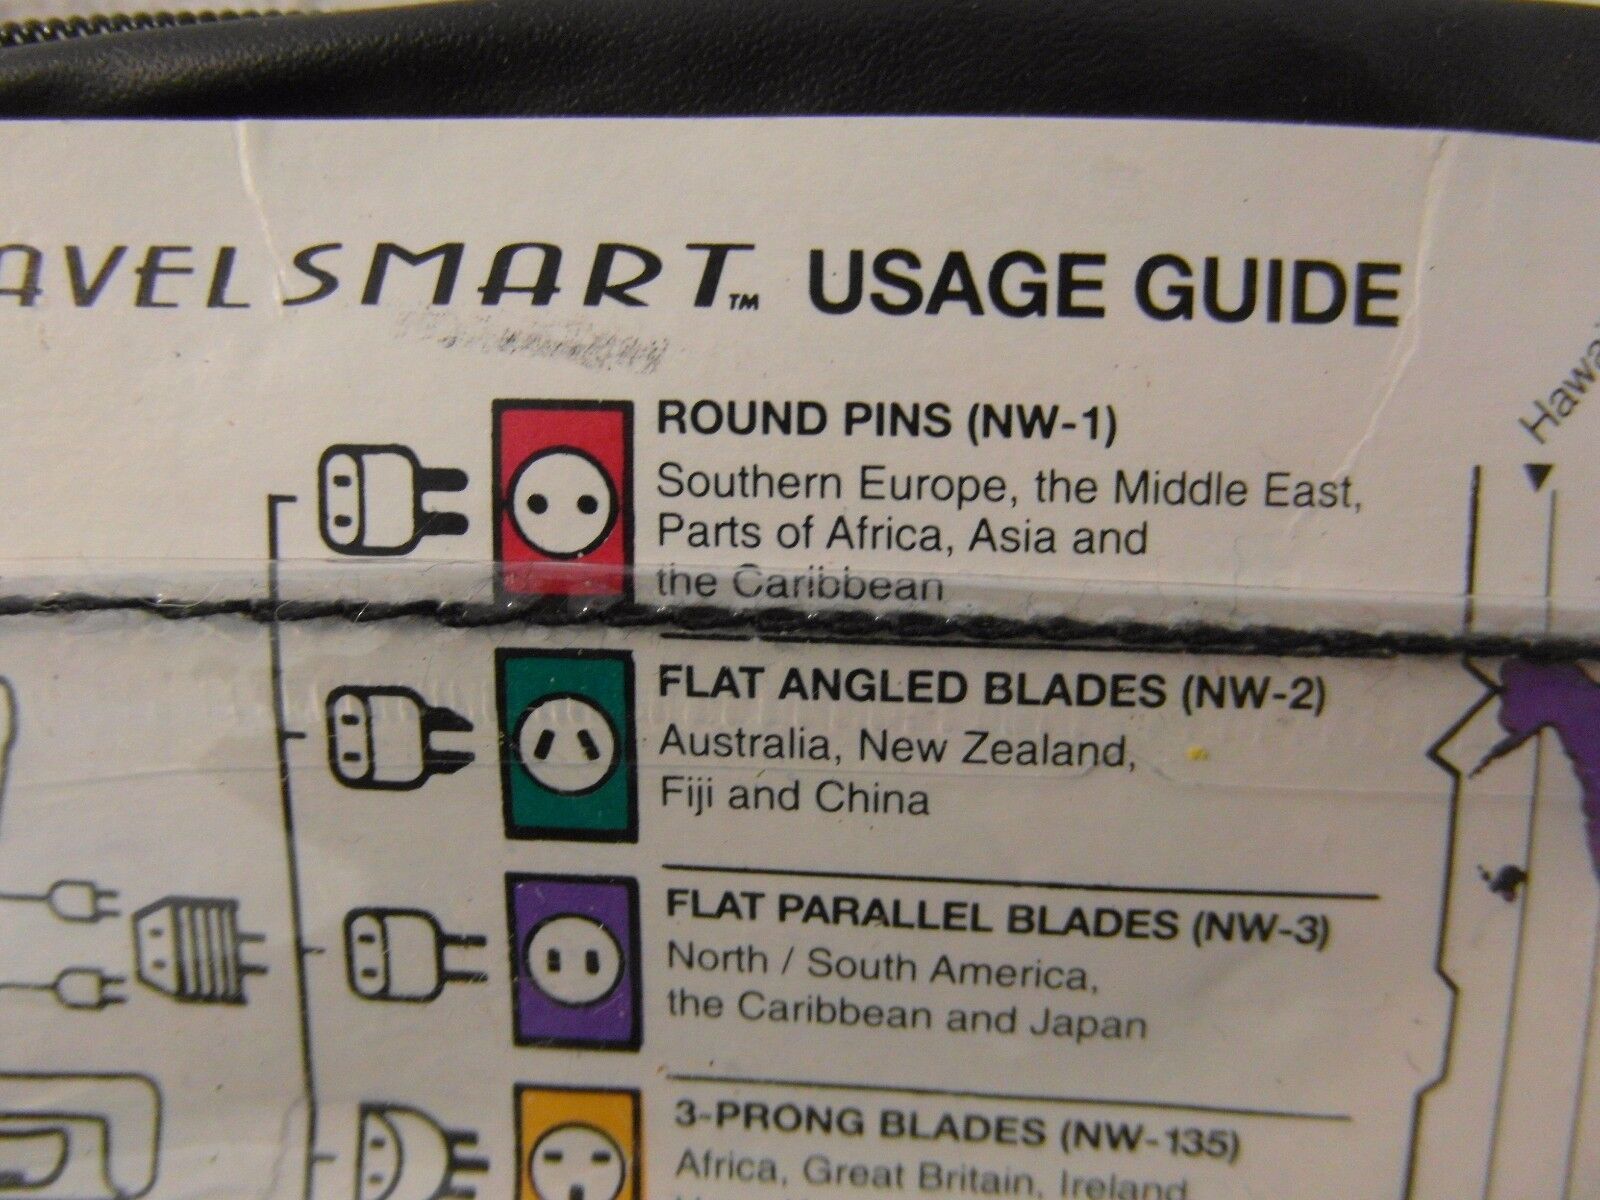 AVEL SMART™ USAGE GUIDE
Hawa
ROUND PINS (NW-1)
Southern Europe, the Middle East,
Parts of Africa, Asia and
the Caribbean
FLAT ANGLED BLADES (NW-2)
Australia, New Zealand,
Fiji and China
FLAT PARALLEL BLADES (NW-3)
North / South America,
the Caribbean and Japan
3-PRONG BLADES (NW-135)
Africa, Great Britain, Ireland